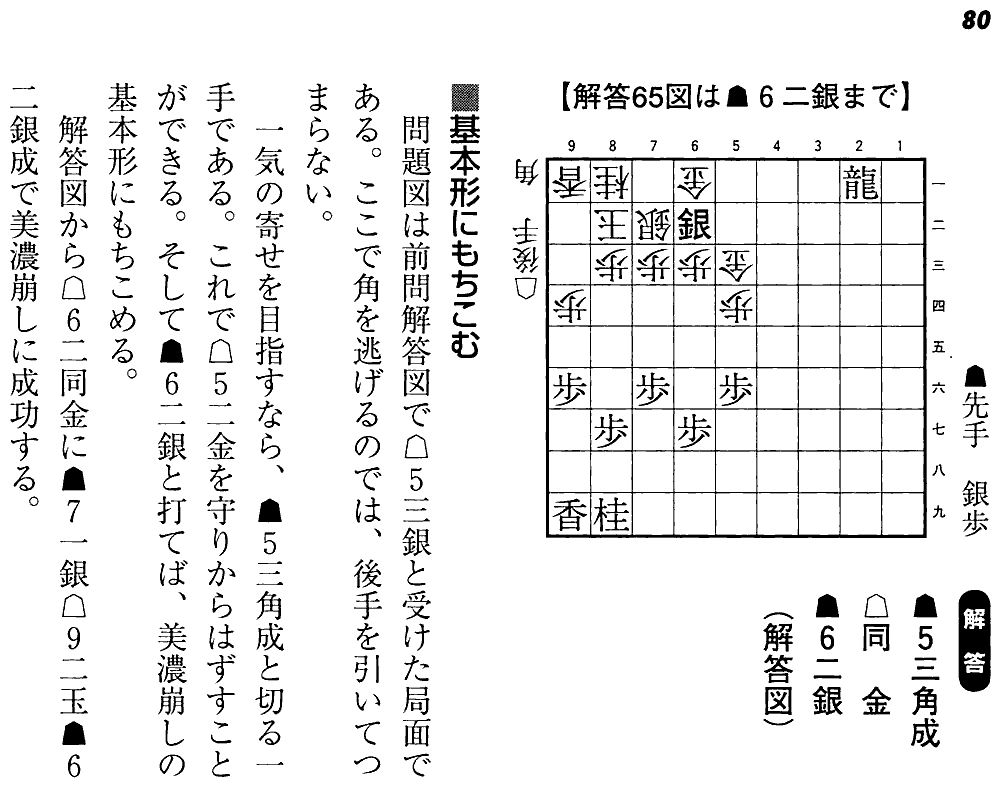 80
【解答65図は☗6二銀まで】
9 8 7 6 5 4 3 2 1
香桂金龍一
王銀銀二
歩歩歩金三
歩歩四
五
歩歩歩六
歩歩七
八
香桂九
☖後手 角
☗先手 銀歩
解答
☗5三角成
☖同 金
☗6二銀
(解答図)
■基本形にもちこむ
問題図は前問解答図で☖5三銀と受けた局面で
ある。ここで角を逃げるのでは、後手を引いてつ
まらない。
一気の寄せを目指すなら、☗5三角成と切る一
手である。これで☖5二金を守りからはずすこと
ができる。そして☗6二銀と打てば、美濃崩しの
基本形にもちこめる。
解答図から☖6二同金に☗7一銀☖9二玉☗6
二銀成で美濃崩しに成功する。